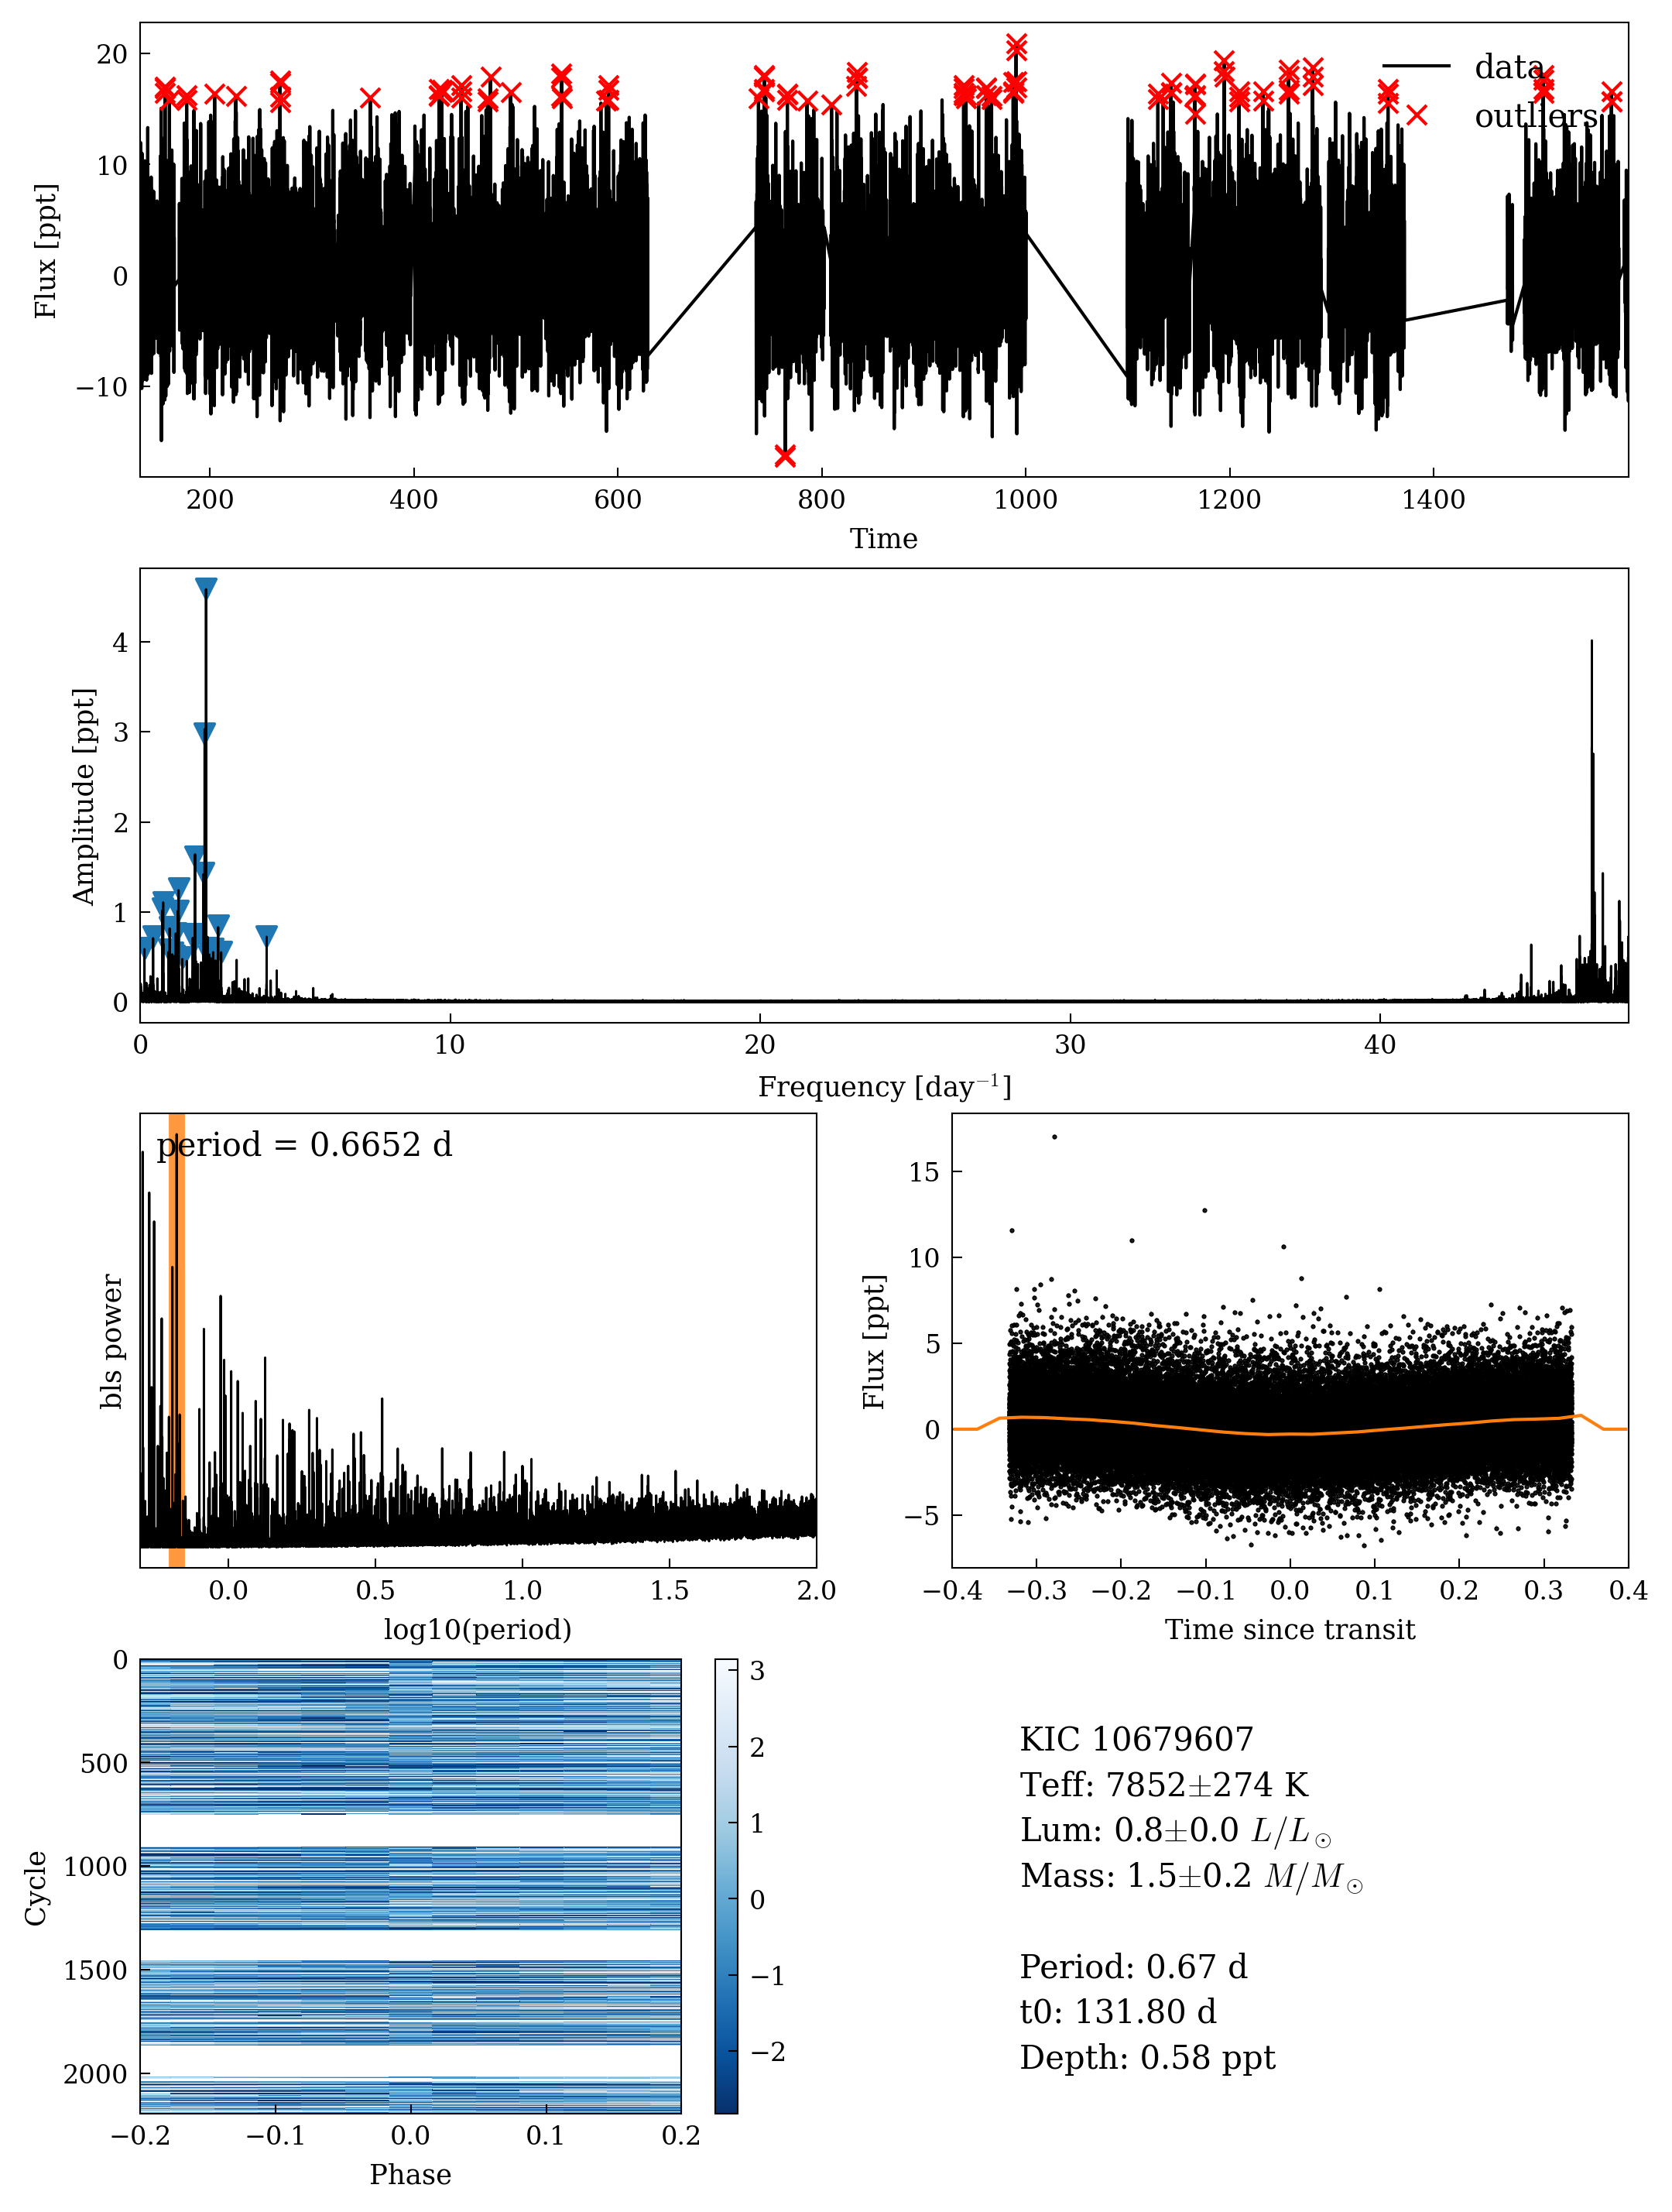 20
10
0
−10
Flux [ppt]
data
outliers
200 400 600 800 1000 1200 1400
Time
4
3
2
1
0
Amplitude [ppt]
0 10 20 30 40
Frequency [day⁻¹]
period = 0.6652 d
bls power
0.0 0.5 1.0 1.5 2.0
log10(period)
15
10
5
0
−5
Flux [ppt]
−0.4 −0.3 −0.2 −0.1 0.0 0.1 0.2 0.3 0.4
Time since transit
0
500
1000
1500
2000
Cycle
−0.2 −0.1 0.0 0.1 0.2
Phase
3
2
1
0
−1
−2
KIC 10679607
Teff: 7852±274 K
Lum: 0.8±0.0 L/L☉
Mass: 1.5±0.2 M/M☉
Period: 0.67 d
t0: 131.80 d
Depth: 0.58 ppt